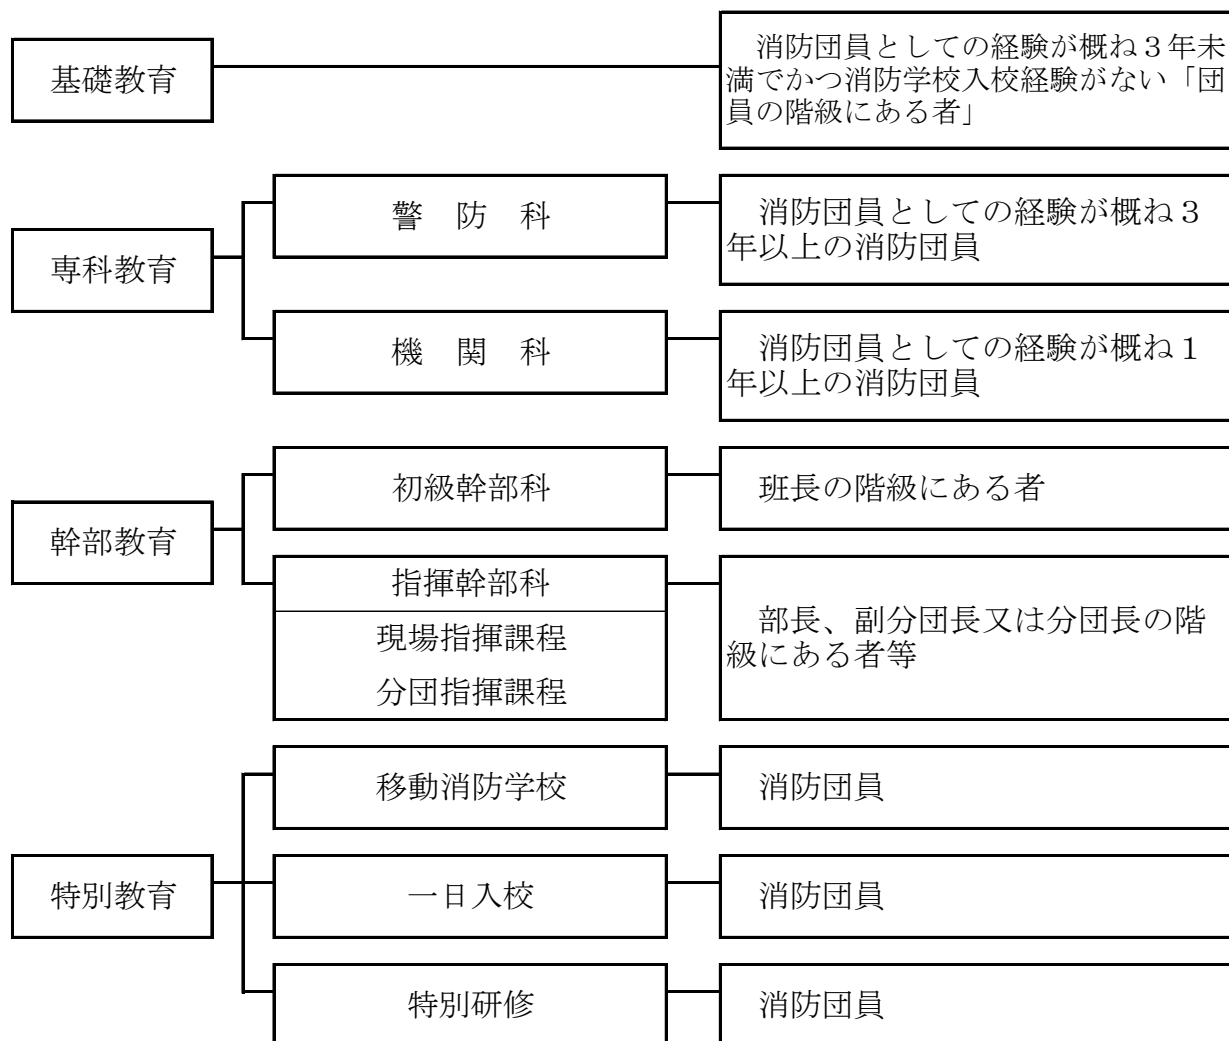 基礎教育
消防団員としての経験が概ね３年未
満でかつ消防学校入校経験がない「団
員の階級にある者」
専科教育
警　防　科
消防団員としての経験が概ね３
年以上の消防団員
機　関　科
消防団員としての経験が概ね１
年以上の消防団員
幹部教育
初級幹部科
班長の階級にある者
指揮幹部科
現場指揮課程
分団指揮課程
部長、副分団長又は分団長の階
級にある者等
特別教育
移動消防学校
消防団員
一日入校
消防団員
特別研修
消防団員